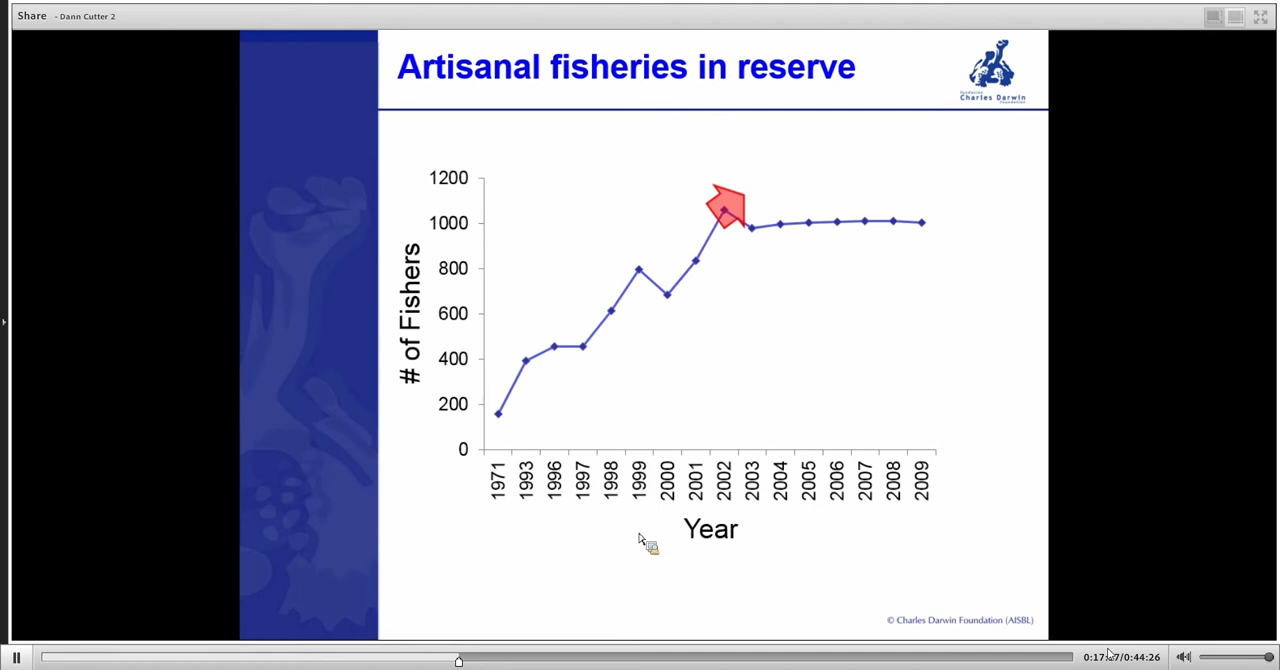 Share - Dann Cutter 2
Artisanal fisheries in reserve
Charles Darwin
# of Fishers
1200
1000
800
600
400
200
0
1971 1993 1996 1997 1998 1999 2000 2001 2002 2003 2004 2005 2006 2007 2008 2009
Year
© Charles Darwin Foundation (AISBL)
/0:44:26